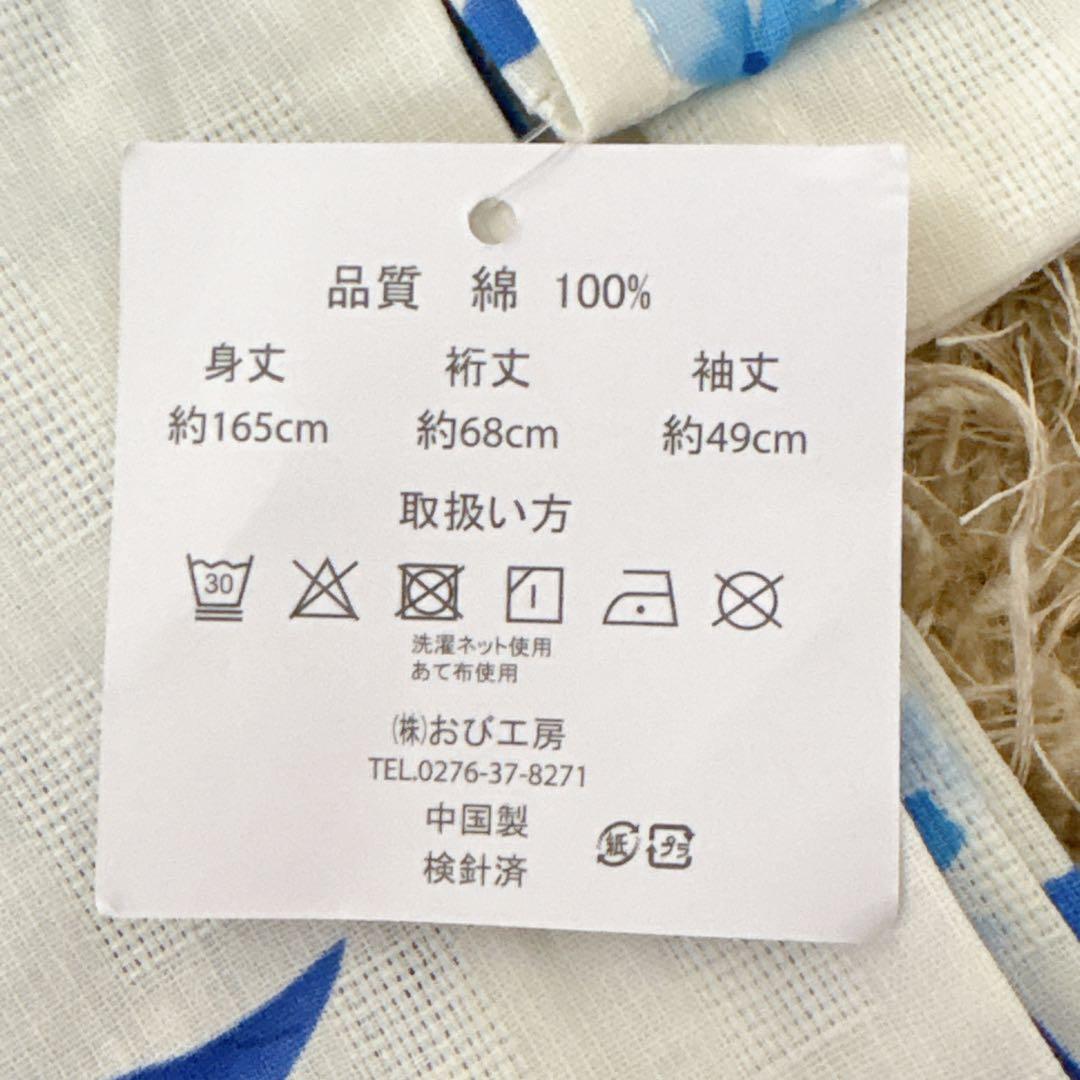 品質 綿 100%
身丈 裄丈 袖丈
約165cm 約68cm 約49cm
取扱い方
30
洗濯ネット使用
あて布使用
㈱おび工房
TEL.0276-37-8271
中国製
検針済
紙 プラ